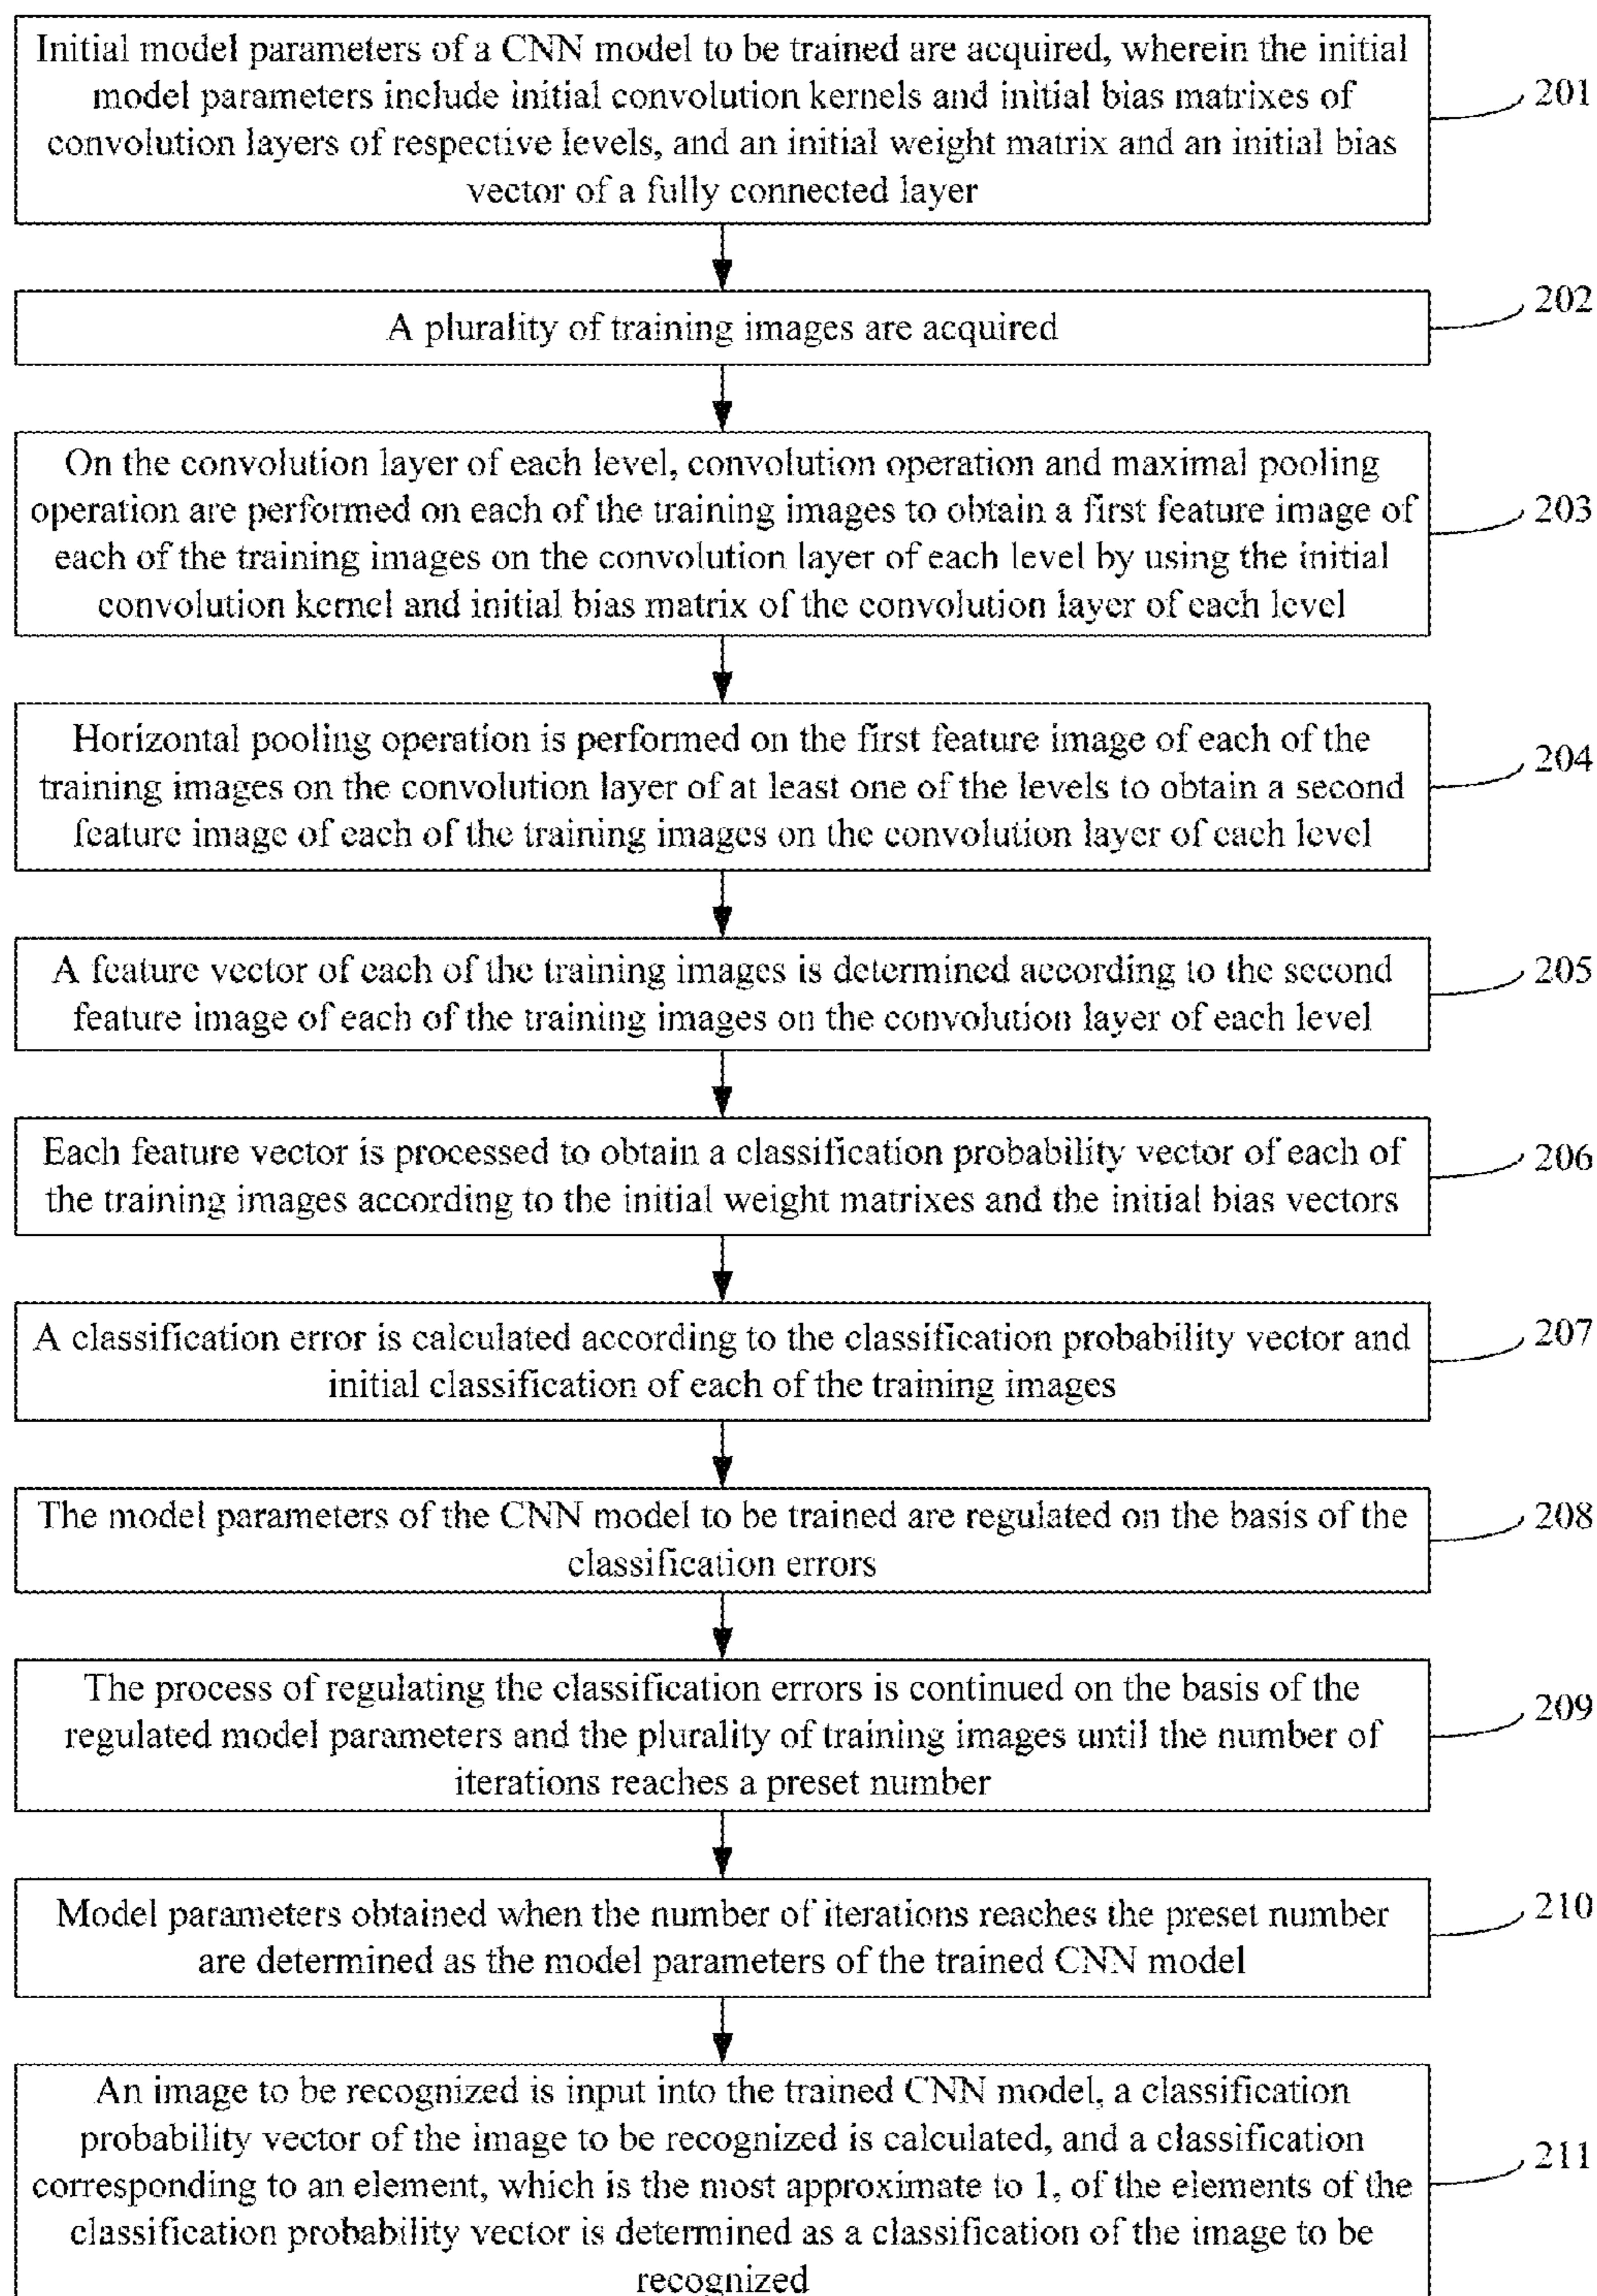 Initial model parameters of a CNN model to be trained are acquired, wherein the initial
model parameters include initial convolution kernels and initial bias matrixes of
convolution layers of respective levels, and an initial weight matrix and an initial bias
vector of a fully connected layer
201
A plurality of training images are acquired
202
On the convolution layer of each level, convolution operation and maximal pooling
operation are performed on each of the training images to obtain a first feature image of
each of the training images on the convolution layer of each level by using the initial
convolution kernel and initial bias matrix of the convolution layer of each level
203
Horizontal pooling operation is performed on the first feature image of each of the
training images on the convolution layer of at least one of the levels to obtain a second
feature image of each of the training images on the convolution layer of each level
204
A feature vector of each of the training images is determined according to the second
feature image of each of the training images on the convolution layer of each level
205
Each feature vector is processed to obtain a classification probability vector of each of
the training images according to the initial weight matrixes and the initial bias vectors
206
A classification error is calculated according to the classification probability vector and
initial classification of each of the training images
207
The model parameters of the CNN model to be trained are regulated on the basis of the
classification errors
208
The process of regulating the classification errors is continued on the basis of the
regulated model parameters and the plurality of training images until the number of
iterations reaches a preset number
209
Model parameters obtained when the number of iterations reaches the preset number
are determined as the model parameters of the trained CNN model
210
An image to be recognized is input into the trained CNN model, a classification
probability vector of the image to be recognized is calculated, and a classification
corresponding to an element, which is the most approximate to 1, of the elements of the
classification probability vector is determined as a classification of the image to be
recognized
211